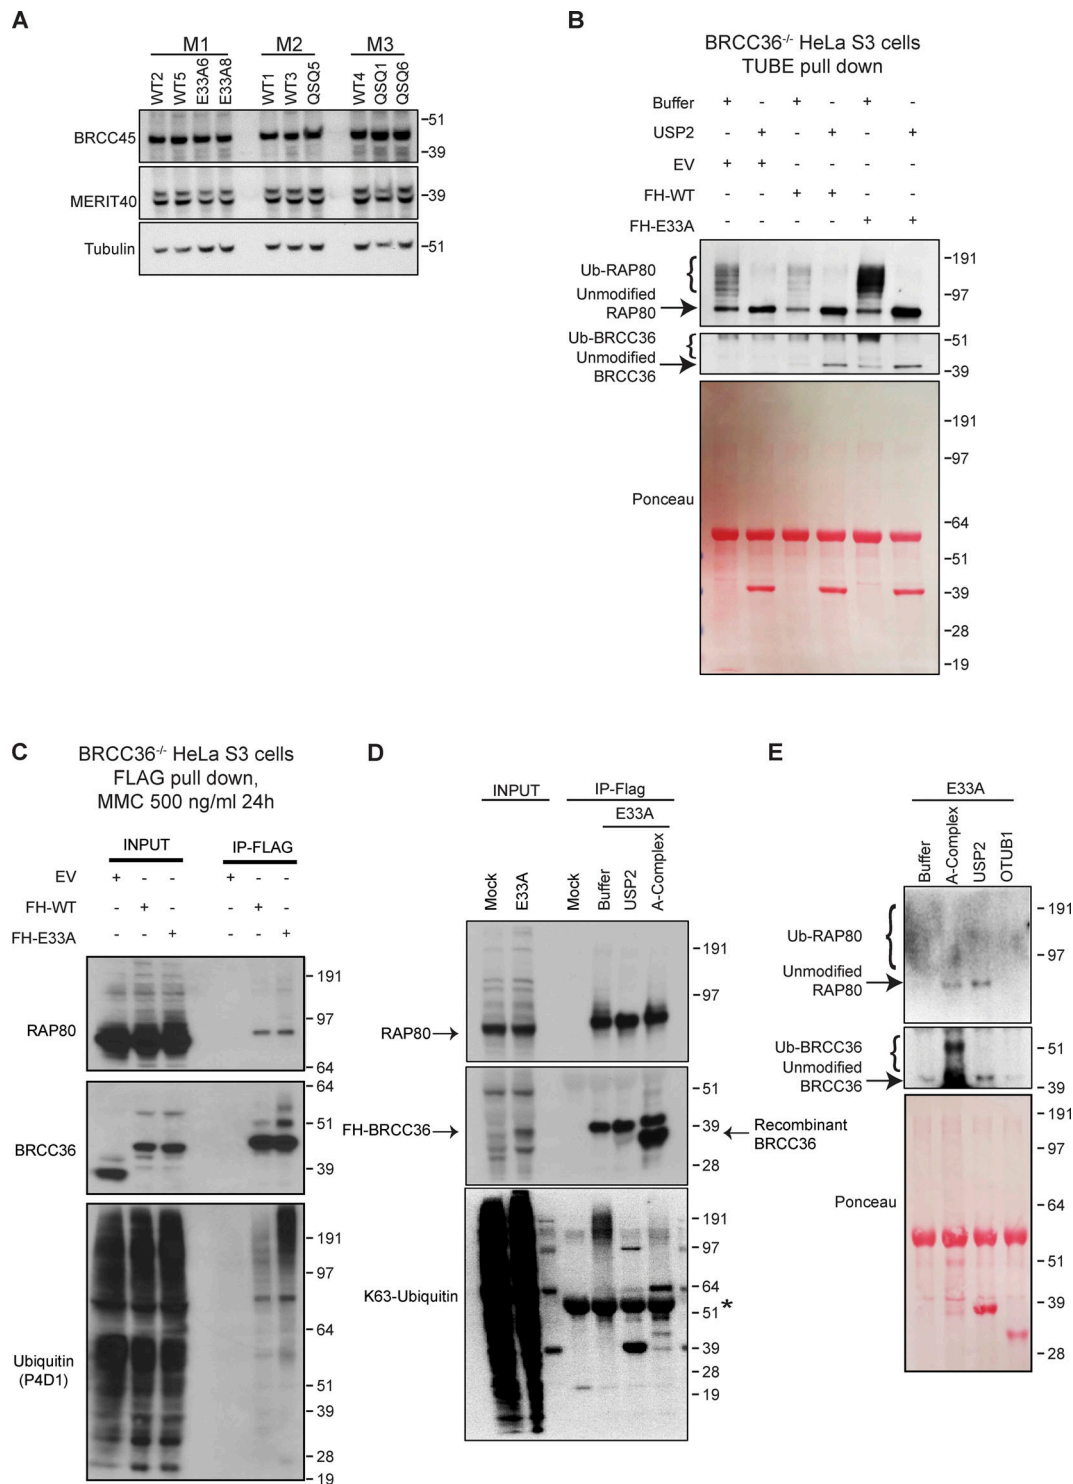 A
M1 M2 M3
WT2 WT5 E33A6 E33A8 WT1 WT3 QSQ5 WT4 QSQ1 QSQ6
BRCC45
-51
-39
MERIT40
-39
Tubulin
-51
B
BRCC36-/- HeLa S3 cells
TUBE pull down
Buffer + - + - + -
USP2 - + - + - +
EV + + - - - -
FH-WT - - + + - -
FH-E33A - - - - + +
Ub-RAP80
Unmodified
RAP80
-191
-97
Ub-BRCC36
Unmodified
BRCC36
-51
-39
Ponceau
-191
-97
-64
-51
-39
-28
-19
C
BRCC36-/- HeLa S3 cells
FLAG pull down,
MMC 500 ng/ml 24h
INPUT IP-FLAG
EV + - - + - -
FH-WT - + - - + -
FH-E33A - - + - - +
RAP80
191
97
64
BRCC36
64
51
39
Ubiquitin
(P4D1)
191
97
64
51
39
28
19
D
INPUT IP-Flag
E33A
Mock E33A Mock Buffer USP2 A-Complex
RAP80
191
97
FH-BRCC36
51
39
28
Recombinant
BRCC36
K63-Ubiquitin
191
97
64
51 *
39
28
19
E
E33A
Buffer A-Complex USP2 OTUB1
Ub-RAP80
Unmodified
RAP80
191
97
Ub-BRCC36
Unmodified
BRCC36
51
39
Ponceau
191
97
64
51
39
28